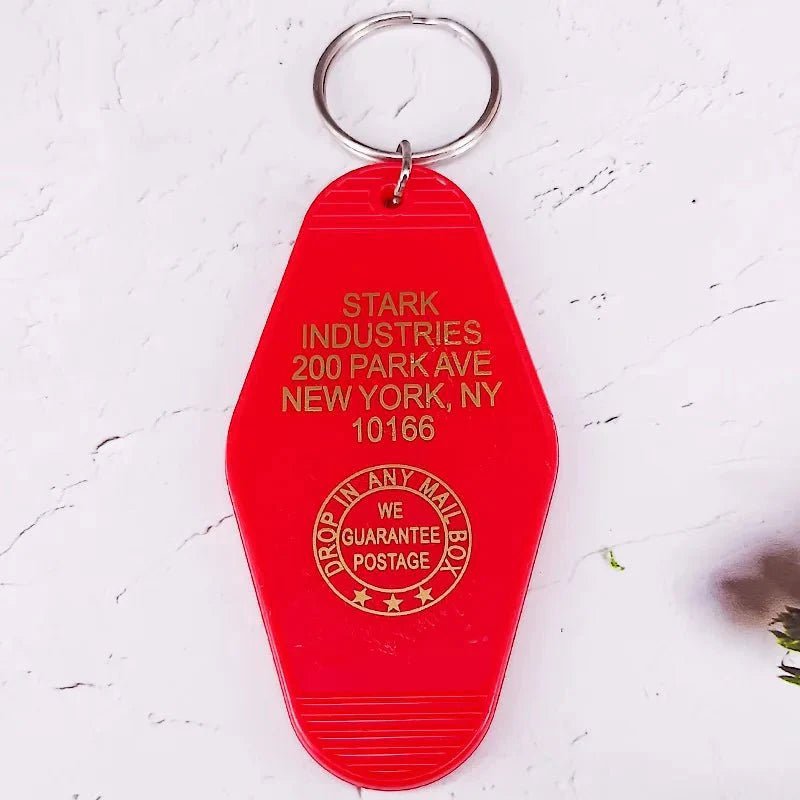 STARK
INDUSTRIES
200 PARK AVE
NEW YORK, NY
10166
DROP IN ANY MAIL BOX
WE
GUARANTEE
POSTAGE